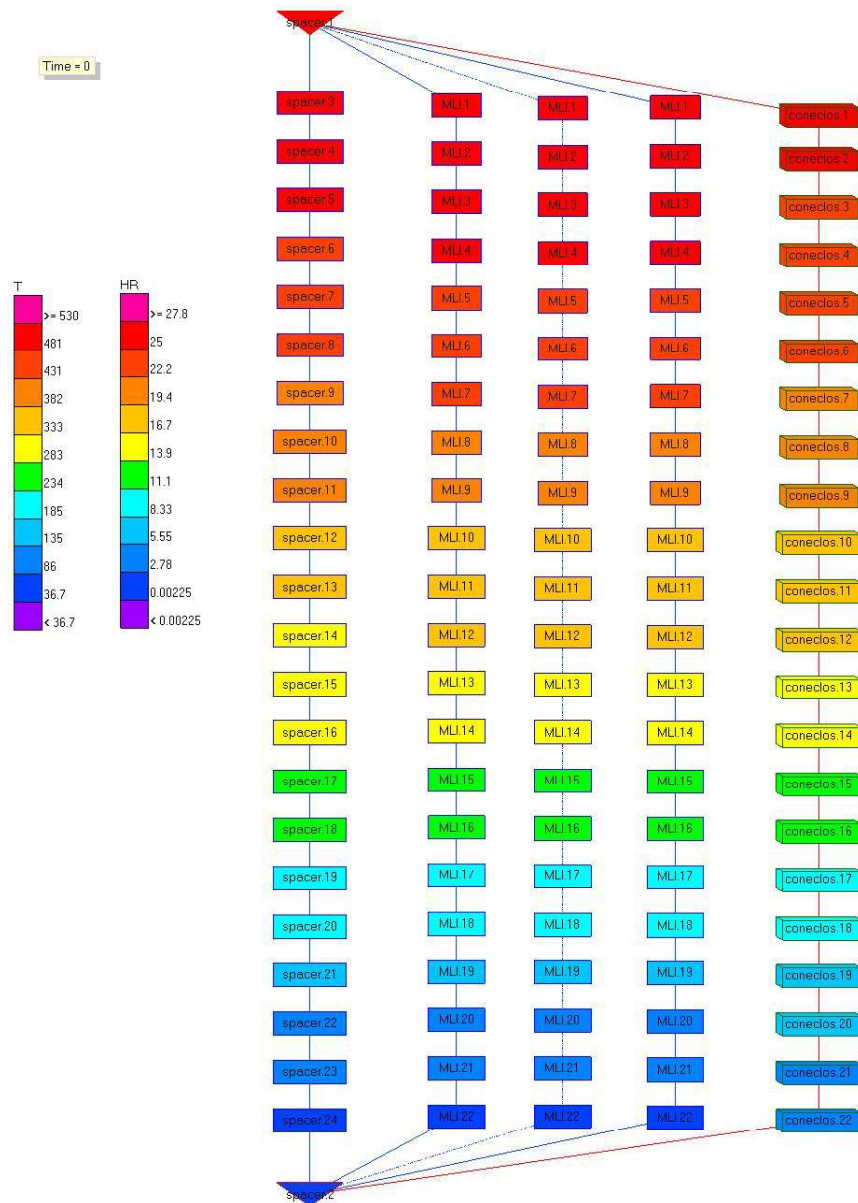 spacer.1
Time = 0
spacer.3 MLI.1 MLI.1 MLI.1 coneclos.1
spacer.4 MLI.2 MLI.2 MLI.2 coneclos.2
spacer.5 MLI.3 MLI.3 MLI.3 coneclos.3
spacer.6 MLI.4 MLI.4 MLI.4 coneclos.4
spacer.7 MLI.5 MLI.5 MLI.5 coneclos.5
spacer.8 MLI.6 MLI.6 MLI.6 coneclos.6
spacer.9 MLI.7 MLI.7 MLI.7 coneclos.7
spacer.10 MLI.8 MLI.8 MLI.8 coneclos.8
spacer.11 MLI.9 MLI.9 MLI.9 coneclos.9
spacer.12 MLI.10 MLI.10 MLI.10 coneclos.10
spacer.13 MLI.11 MLI.11 MLI.11 coneclos.11
spacer.14 MLI.12 MLI.12 MLI.12 coneclos.12
spacer.15 MLI.13 MLI.13 MLI.13 coneclos.13
spacer.16 MLI.14 MLI.14 MLI.14 coneclos.14
spacer.17 MLI.15 MLI.15 MLI.15 coneclos.15
spacer.18 MLI.16 MLI.16 MLI.16 coneclos.16
spacer.19 MLI.17 MLI.17 MLI.17 coneclos.17
spacer.20 MLI.18 MLI.18 MLI.18 coneclos.18
spacer.21 MLI.19 MLI.19 MLI.19 coneclos.19
spacer.22 MLI.20 MLI.20 MLI.20 coneclos.20
spacer.23 MLI.21 MLI.21 MLI.21 coneclos.21
spacer.24 MLI.22 MLI.22 MLI.22 coneclos.22
spacer.2
T
>= 530
481
431
382
333
283
234
185
135
86
36.7
< 36.7
HR
>= 27.8
25
22.2
19.4
16.7
13.9
11.1
8.33
5.55
2.78
0.00225
< 0.00225